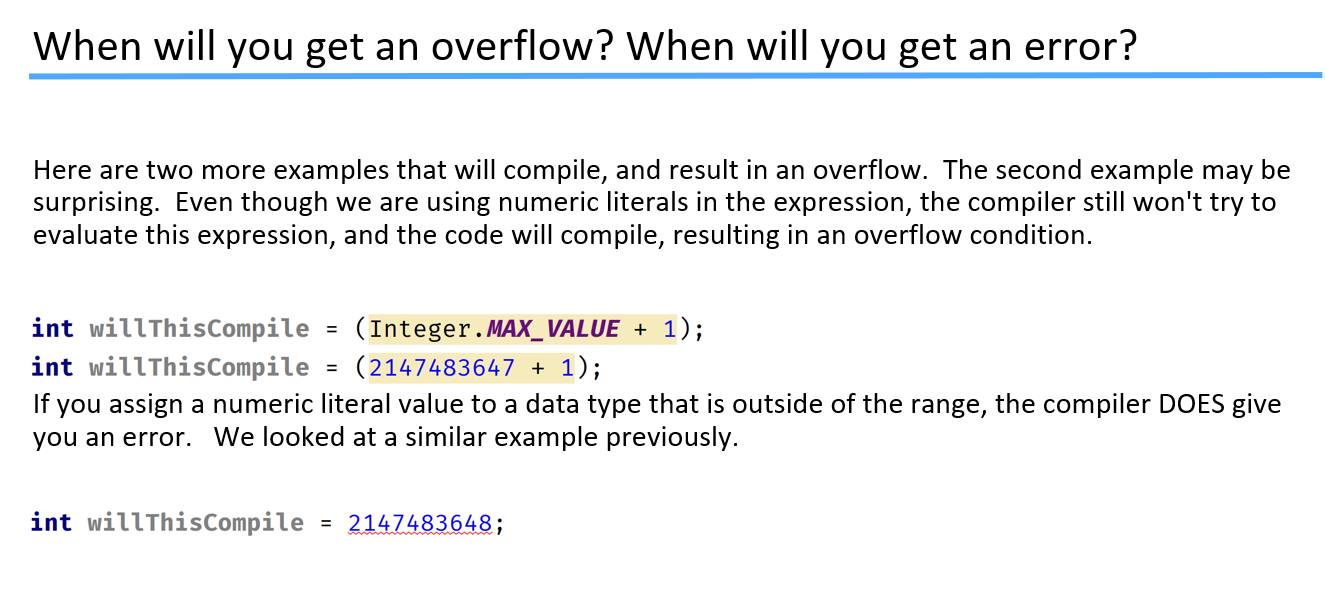 When will you get an overflow? When will you get an error?
Here are two more examples that will compile, and result in an overflow.  The second example may be
surprising.  Even though we are using numeric literals in the expression, the compiler still won't try to
evaluate this expression, and the code will compile, resulting in an overflow condition.
int willThisCompile = (Integer.MAX_VALUE + 1);
int willThisCompile = (2147483647 + 1);
If you assign a numeric literal value to a data type that is outside of the range, the compiler DOES give
you an error.   We looked at a similar example previously.
int willThisCompile = 2147483648;